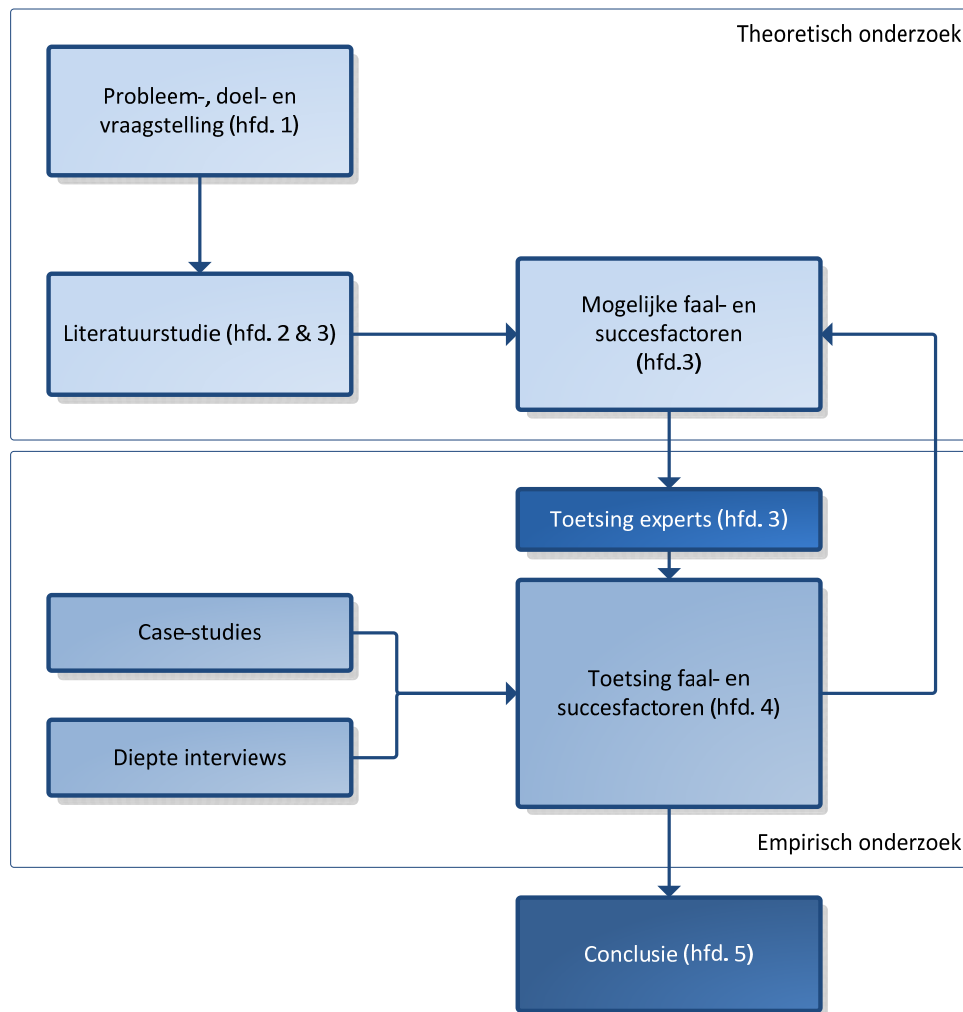 Theoretisch onderzoek
Probleem-, doel- en
vraagstelling (hfd. 1)
Literatuurstudie (hfd. 2 & 3)
Mogelijke faal- en
succesfactoren
(hfd.3)
Toetsing experts (hfd. 3)
Case-studies
Diepte interviews
Toetsing faal- en
succesfactoren (hfd. 4)
Empirisch onderzoek
Conclusie (hfd. 5)